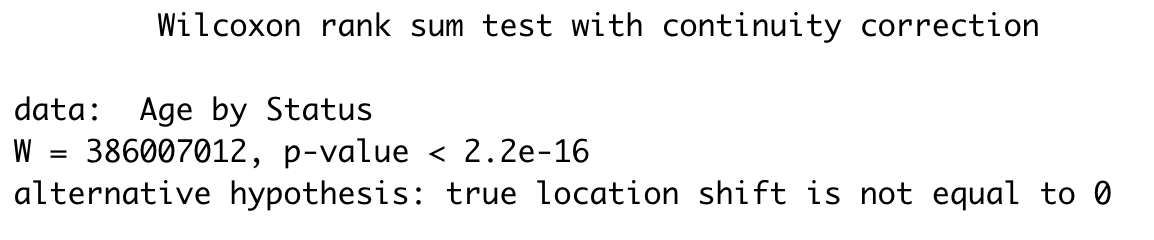 Wilcoxon rank sum test with continuity correction
data:  Age by Status
W = 386007012, p-value < 2.2e-16
alternative hypothesis: true location shift is not equal to 0